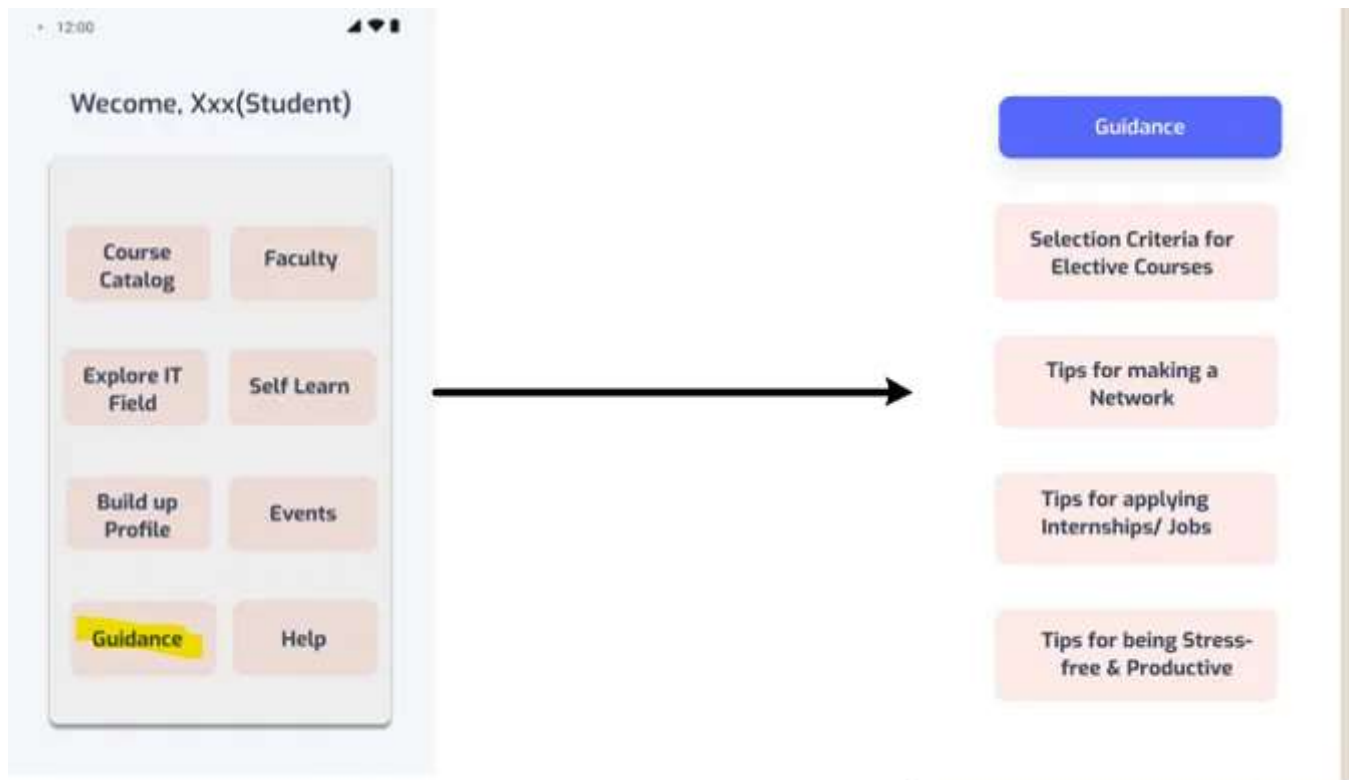 12:00
Wecome, Xxx(Student)
Course
Catalog
Faculty
Explore IT
Field
Self Learn
Build up
Profile
Events
Guidance
Help
Guidance
Selection Criteria for
Elective Courses
Tips for making a
Network
Tips for applying
Internships/ Jobs
Tips for being Stress-
free & Productive